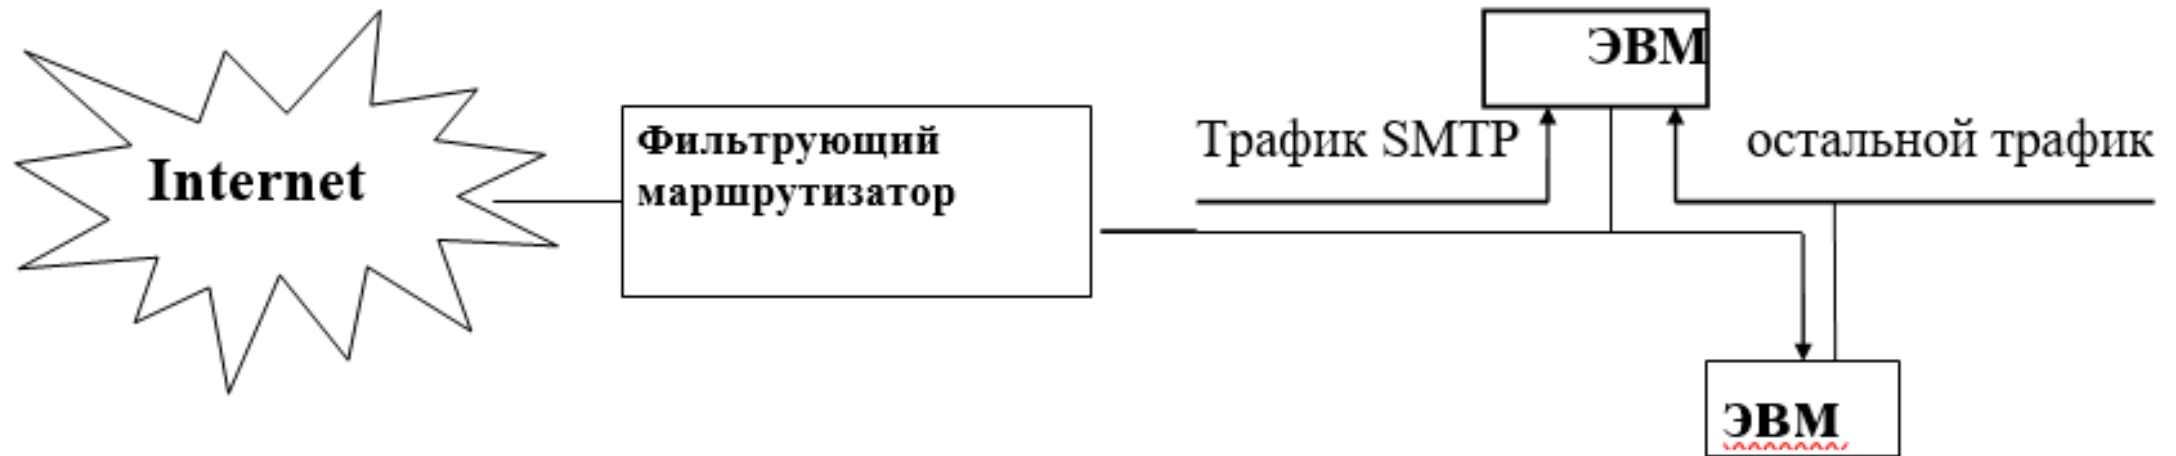 ЭВМ
Internet
Фильтрующий
маршрутизатор
Трафик SMTP
остальной трафик
ЭВМ